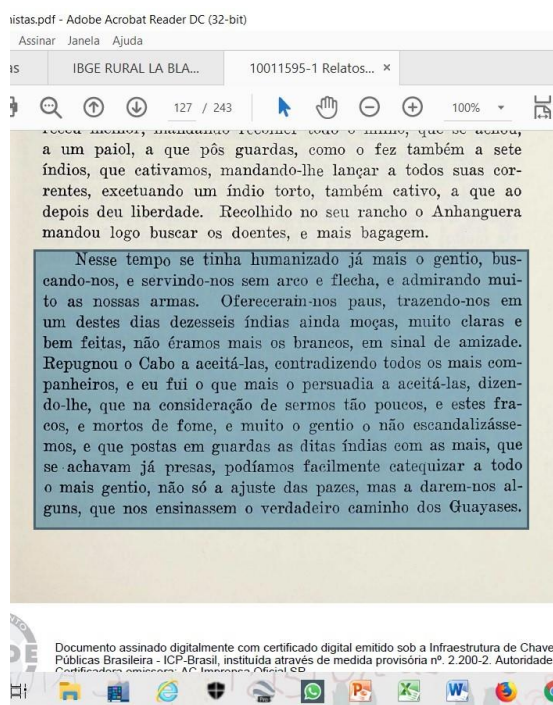 nistas.pdf - Adobe Acrobat Reader DC (32-bit)
Assinar Janela Ajuda
as IBGE RURAL LA BLA... 10011595-1 Relatos... ×
127 / 243 100%
a um paiol, a que pôs guardas, como o fez também a sete
índios, que cativamos, mandando-lhe lançar a todos suas cor-
rentes, excetuando um índio torto, também cativo, a que ao
depois deu liberdade. Recolhido no seu rancho o Anhanguera
mandou logo buscar os doentes, e mais bagagem.
Nesse tempo se tinha humanizado já mais o gentio, bus-
cando-nos, e servindo-nos sem arco e flecha, e admirando mui-
to as nossas armas. Ofereceram-nos paus, trazendo-nos em
um destes dias dezesseis índias ainda moças, muito claras e
bem feitas, não éramos mais os brancos, em sinal de amizade.
Repugnou o Cabo a aceitá-las, contradizendo todos os mais com-
panheiros, e eu fui o que mais o persuadia a aceitá-las, dizen-
do-lhe, que na consideração de sermos tão poucos, e estes fra-
cos, e mortos de fome, e muito o gentio o não escandalizásse-
mos, e que postas em guardas as ditas índias com as mais, que
se achavam já presas, podíamos facilmente catequizar a todo
o mais gentio, não só a ajuste das pazes, mas a darem-nos al-
guns, que nos ensinassem o verdadeiro caminho dos Guayases.
Documento assinado digitalmente com certificado digital emitido sob a Infraestrutura de Chave
Públicas Brasileira - ICP-Brasil, instituída através de medida provisória nº. 2.200-2. Autoridade
Certificadora emissora: AC Imprensa Oficial SP